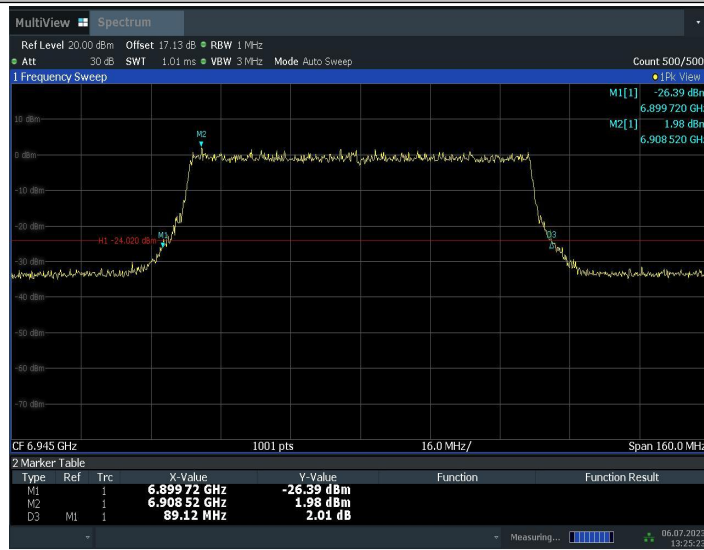 MultiView Spectrum
Ref Level 20.00 dBm Offset 17.13 dB RBW 1 MHz
Att 30 dB SWT 1.01 ms VBW 3 MHz Mode Auto Sweep Count 500/500
1 Frequency Sweep 1Pk View
M1[1] -26.39 dBm
6.899 720 GHz
M2[1] 1.98 dBm
6.908 520 GHz
10 dBm
M2
0 dBm
-10 dBm
-20 dBm
H1 -24.020 dBm M1 D3
-30 dBm
-40 dBm
-50 dBm
-60 dBm
-70 dBm
CF 6.945 GHz 1001 pts 16.0 MHz/ Span 160.0 MHz
2 Marker Table
Type Ref Trc X-Value Y-Value Function Function Result
M1 1 6.899 72 GHz -26.39 dBm
M2 1 6.908 52 GHz 1.98 dBm
D3 M1 1 89.12 MHz 2.01 dB
Measuring... 06.07.2023
13:25:23